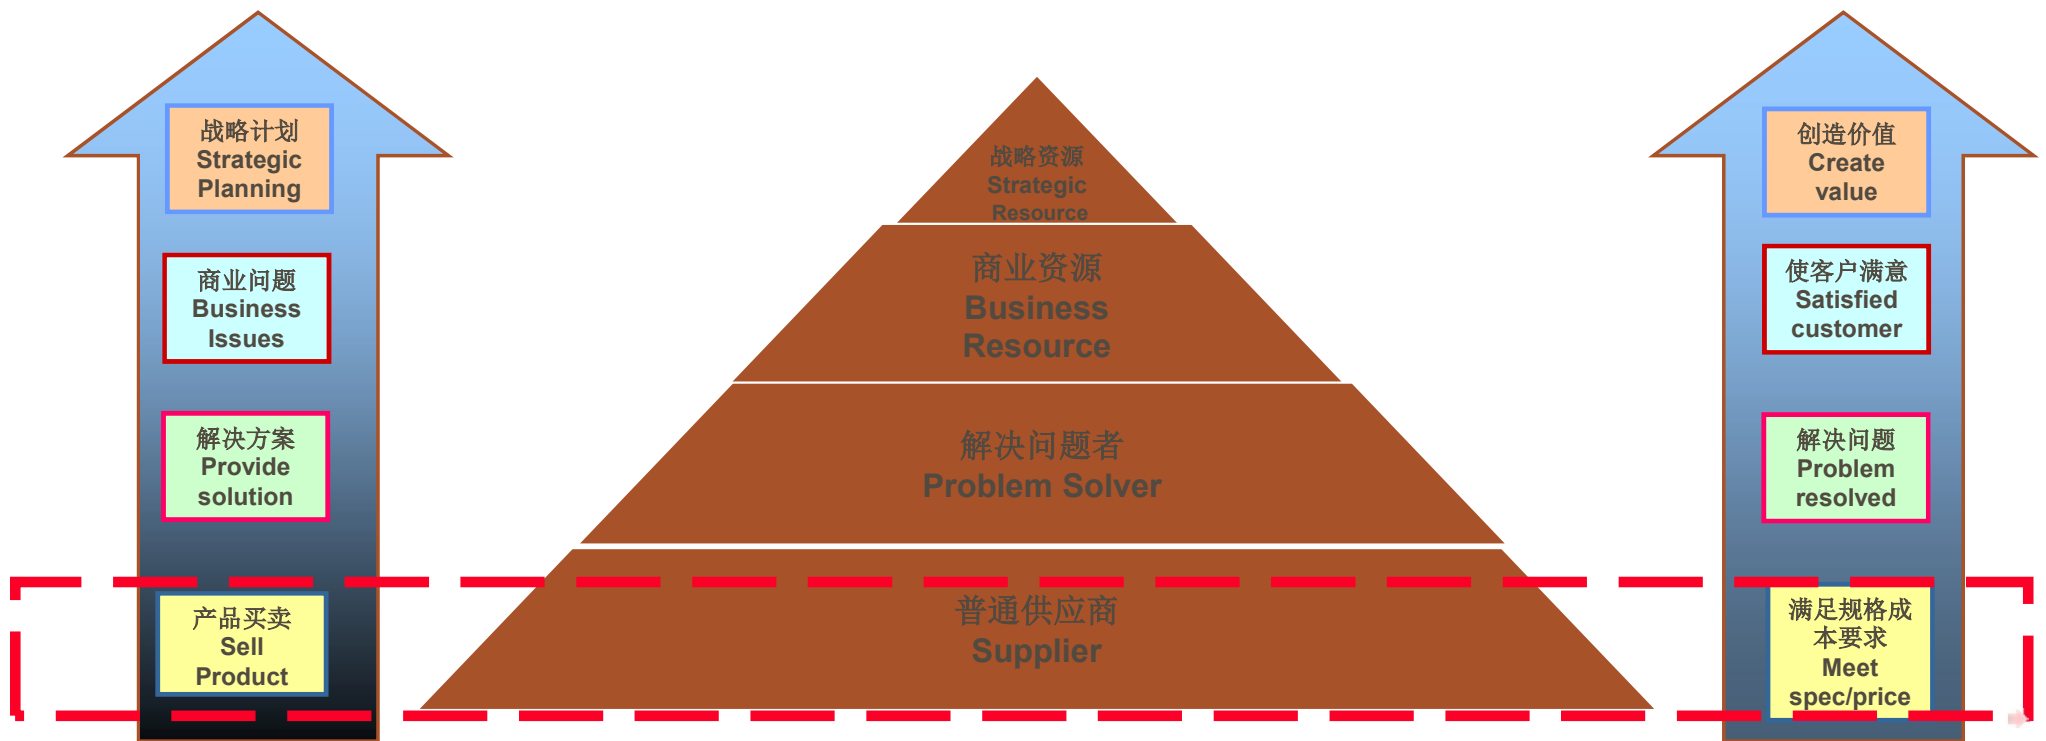 战略计划
Strategic
Planning
商业问题
Business
Issues
解决方案
Provide
solution
产品买卖
Sell
Product
战略资源
Strategic
Resource
商业资源
Business
Resource
解决问题者
Problem Solver
普通供应商
Supplier
创造价值
Create
value
使客户满意
Satisfied
customer
解决问题
Problem
resolved
满足规格成
本要求
Meet
spec/price